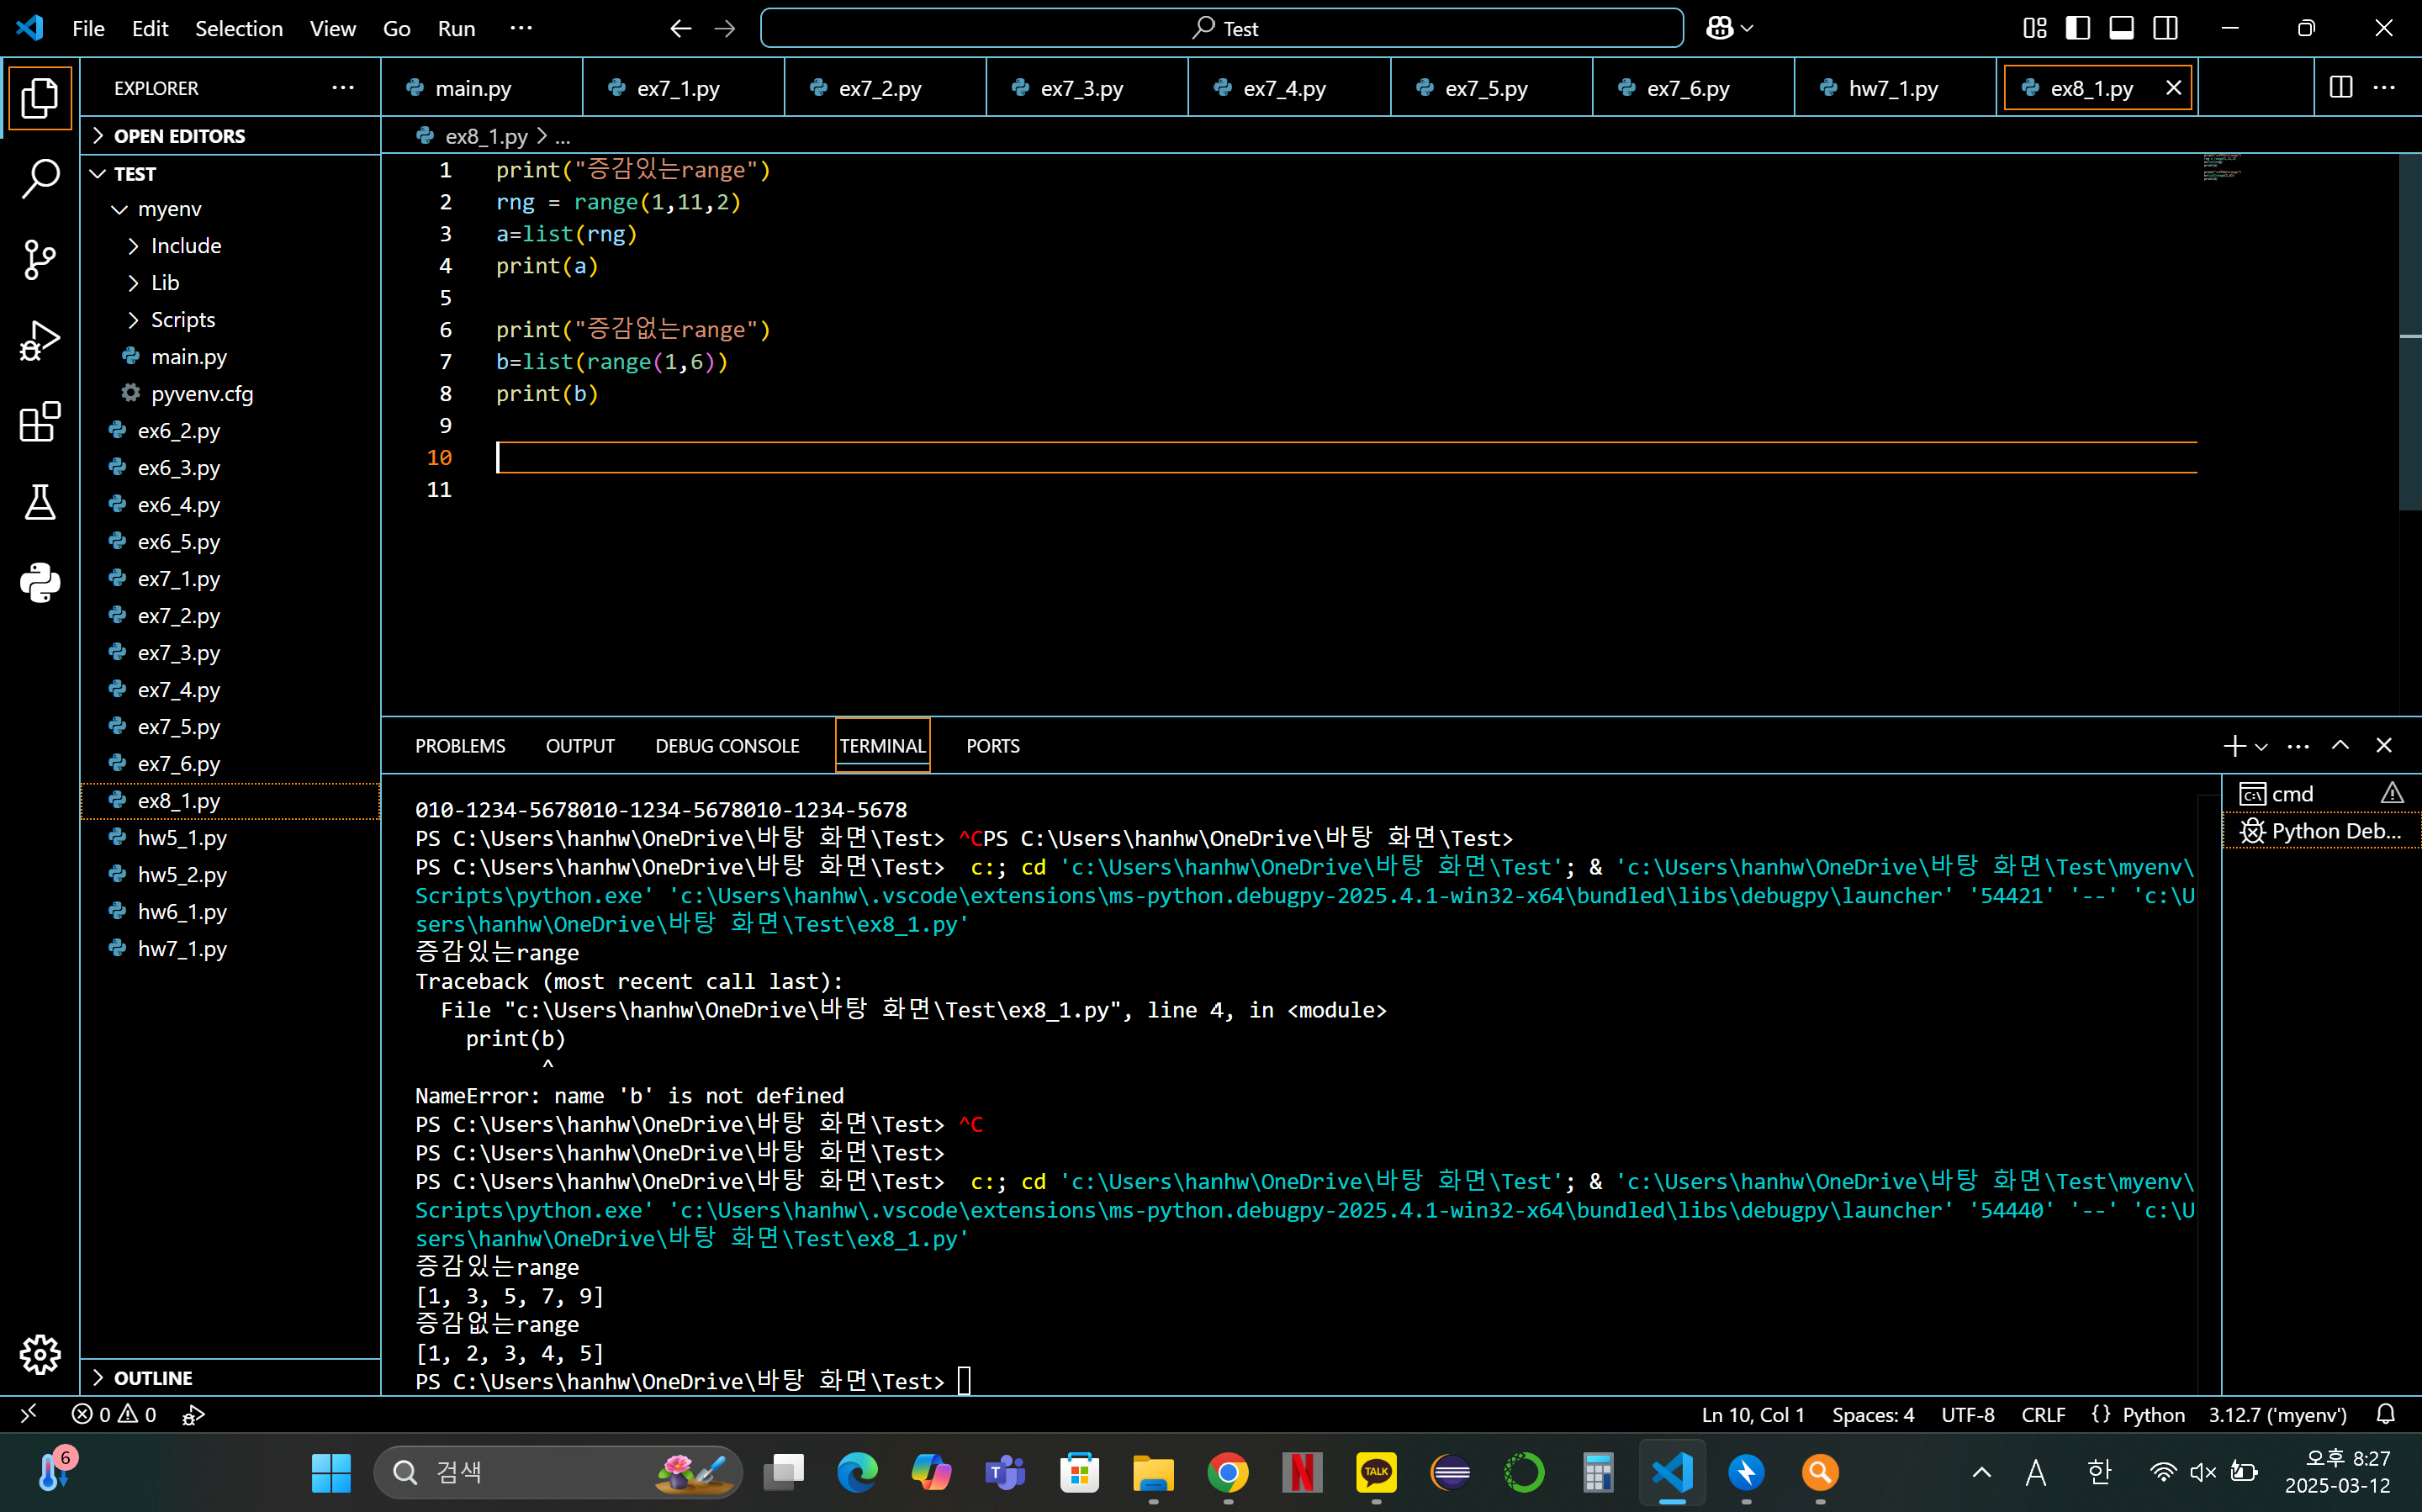 File Edit Selection View Go Run ···
Test
EXPLORER ···
main.py ex7_1.py ex7_2.py ex7_3.py ex7_4.py ex7_5.py ex7_6.py hw7_1.py ex8_1.py
OPEN EDITORS
TEST
myenv
Include
Lib
Scripts
main.py
pyvenv.cfg
ex6_2.py
ex6_3.py
ex6_4.py
ex6_5.py
ex7_1.py
ex7_2.py
ex7_3.py
ex7_4.py
ex7_5.py
ex7_6.py
ex8_1.py
hw5_1.py
hw5_2.py
hw6_1.py
hw7_1.py
OUTLINE
ex8_1.py > ...
1 print("증감있는range")
2 rng = range(1,11,2)
3 a=list(rng)
4 print(a)
5
6 print("증감없는range")
7 b=list(range(1,6))
8 print(b)
9
10
11
PROBLEMS OUTPUT DEBUG CONSOLE TERMINAL PORTS
010-1234-5678010-1234-5678010-1234-5678
PS C:\Users\hanhw\OneDrive\바탕 화면\Test> ^CPS C:\Users\hanhw\OneDrive\바탕 화면\Test>
PS C:\Users\hanhw\OneDrive\바탕 화면\Test>  c:; cd 'c:\Users\hanhw\OneDrive\바탕 화면\Test'; & 'c:\Users\hanhw\OneDrive\바탕 화면\Test\myenv\
Scripts\python.exe' 'c:\Users\hanhw\.vscode\extensions\ms-python.debugpy-2025.4.1-win32-x64\bundled\libs\debugpy\launcher' '54421' '--' 'c:\U
sers\hanhw\OneDrive\바탕 화면\Test\ex8_1.py'
증감있는range
Traceback (most recent call last):
  File "c:\Users\hanhw\OneDrive\바탕 화면\Test\ex8_1.py", line 4, in <module>
    print(b)
          ^
NameError: name 'b' is not defined
PS C:\Users\hanhw\OneDrive\바탕 화면\Test> ^C
PS C:\Users\hanhw\OneDrive\바탕 화면\Test>
PS C:\Users\hanhw\OneDrive\바탕 화면\Test>  c:; cd 'c:\Users\hanhw\OneDrive\바탕 화면\Test'; & 'c:\Users\hanhw\OneDrive\바탕 화면\Test\myenv\
Scripts\python.exe' 'c:\Users\hanhw\.vscode\extensions\ms-python.debugpy-2025.4.1-win32-x64\bundled\libs\debugpy\launcher' '54440' '--' 'c:\U
sers\hanhw\OneDrive\바탕 화면\Test\ex8_1.py'
증감있는range
[1, 3, 5, 7, 9]
증감없는range
[1, 2, 3, 4, 5]
PS C:\Users\hanhw\OneDrive\바탕 화면\Test>
cmd
Python Deb...
0 0
Ln 10, Col 1 Spaces: 4 UTF-8 CRLF {} Python 3.12.7 ('myenv')
6
검색
TALK
A 한
오후 8:27
2025-03-12